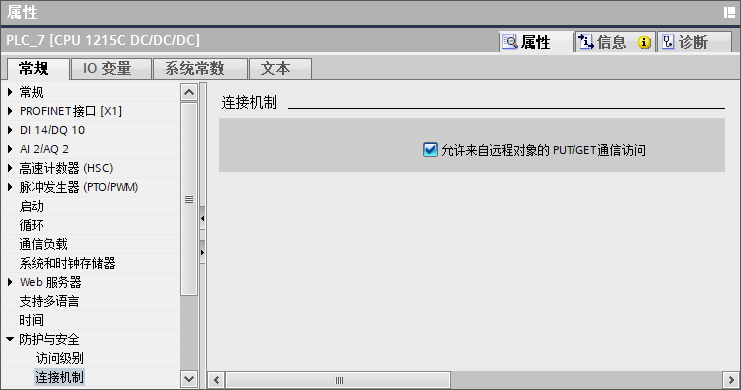 属性
PLC_7 [CPU 1215C DC/DC/DC]
属性 信息 诊断
常规 IO 变量 系统常数 文本
常规
PROFINET接口 [X1]
DI 14/DQ 10
AI 2/AQ 2
高速计数器 (HSC)
脉冲发生器 (PTO/PWM)
启动
循环
通信负载
系统和时钟存储器
Web 服务器
支持多语言
时间
防护与安全
访问级别
连接机制
连接机制
允许来自远程对象的 PUT/GET通信访问